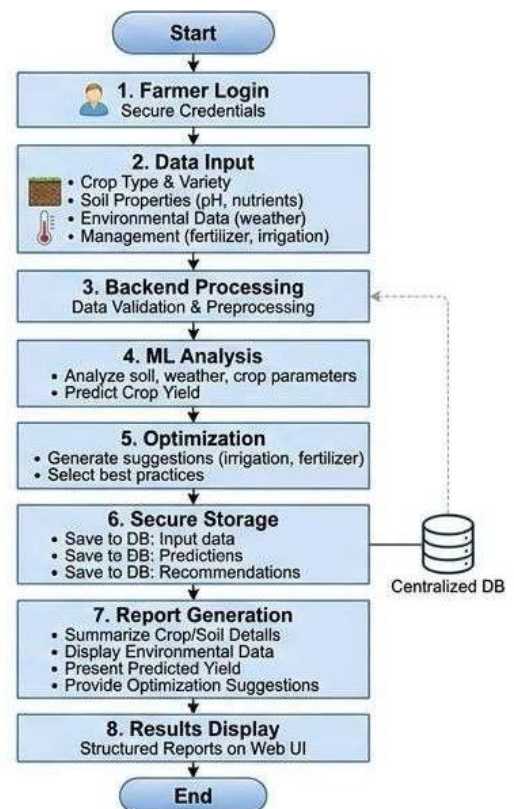 Start
1. Farmer Login
Secure Credentials
2. Data Input
• Crop Type & Variety
• Soil Properties (pH, nutrients)
• Environmental Data (weather)
• Management (fertilizer, irrigation)
3. Backend Processing
Data Validation & Preprocessing
4. ML Analysis
• Analyze soil, weather, crop parameters
• Predict Crop Yield
5. Optimization
• Generate suggestions (irrigation, fertilizer)
• Select best practices
6. Secure Storage
• Save to DB: Input data
• Save to DB: Predictiens
• Save to DB: Recommendations
Centralized DB
7. Report Generation
• Summarize Crop/Soil Details
• Display Environmental Data
• Present Predicted Yield
• Provide Optimization Suggestions
8. Results Display
Structured Reports on Web UI
End